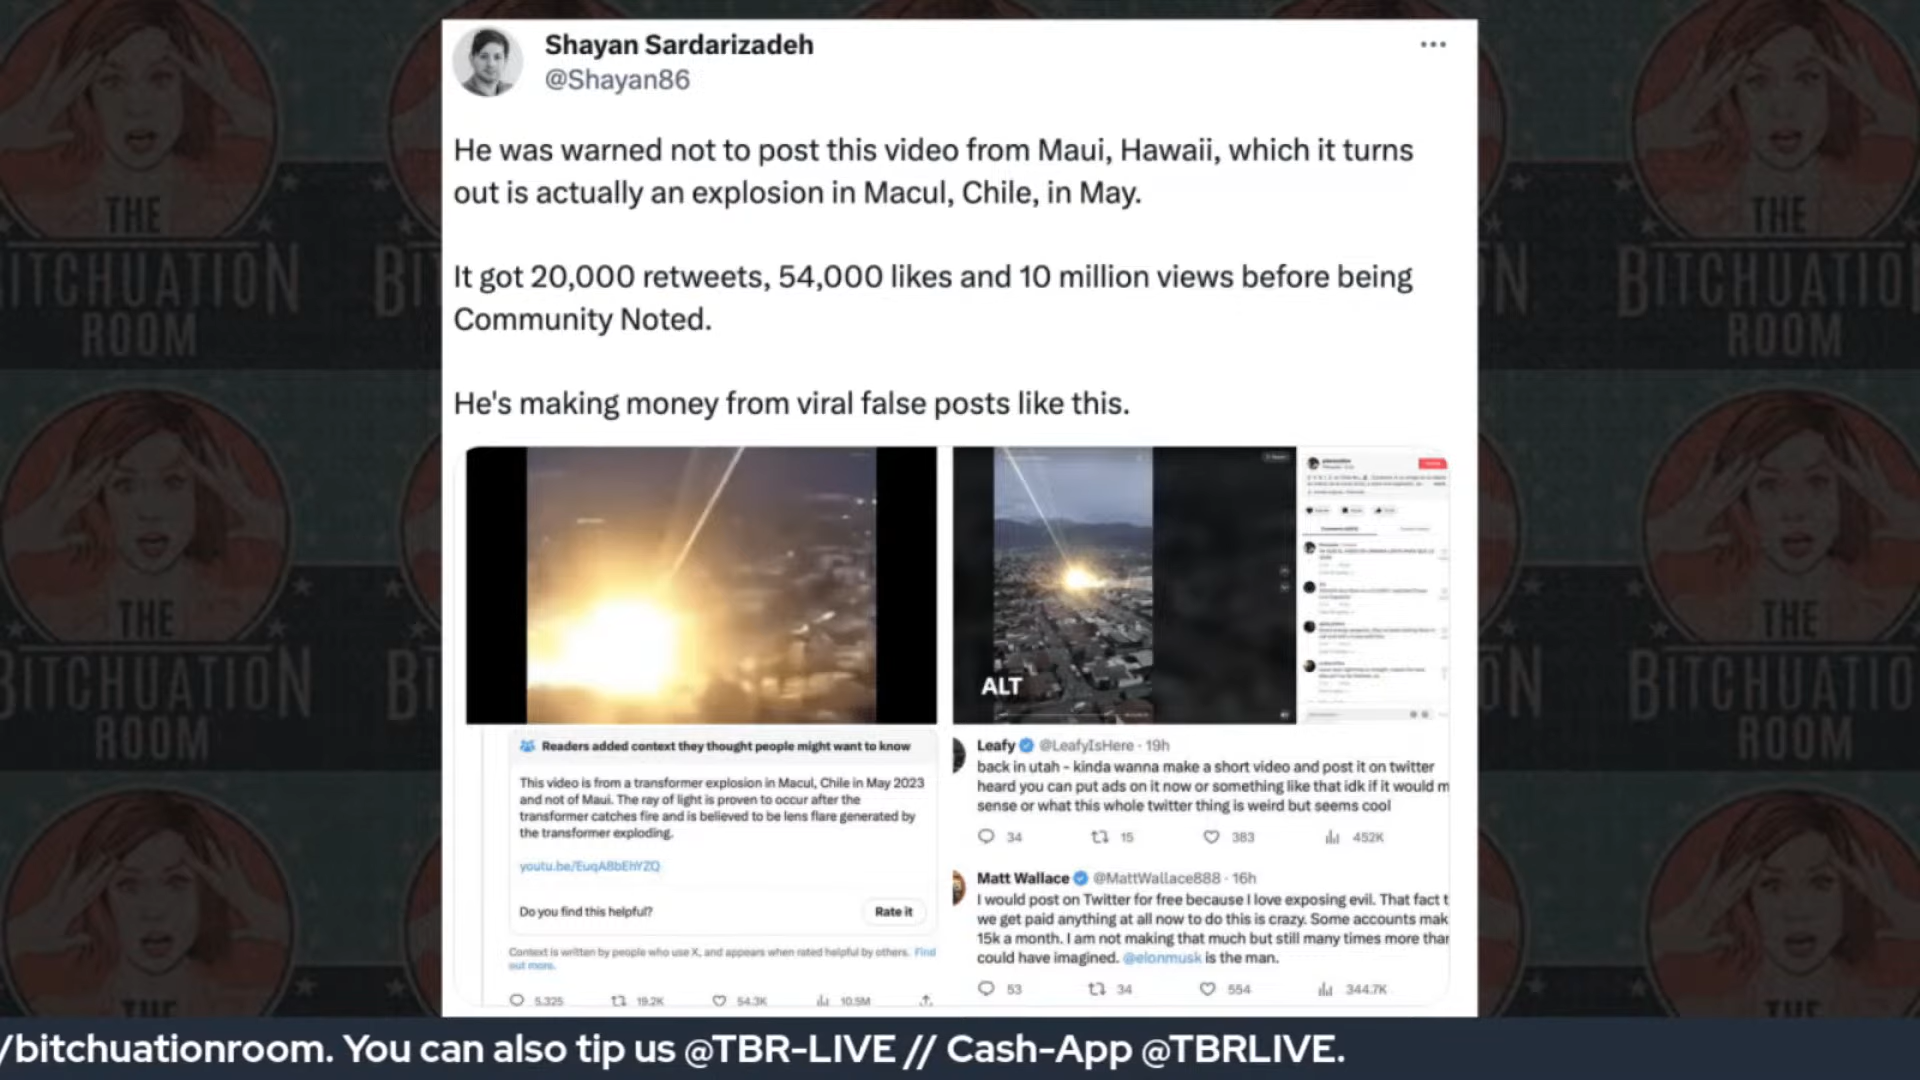 Shayan Sardarizadeh
@Shayan86
He was warned not to post this video from Maui, Hawaii, which it turns
out is actually an explosion in Macul, Chile, in May.
It got 20,000 retweets, 54,000 likes and 10 million views before being
Community Noted.
He's making money from viral false posts like this.
ALT
Readers added context they thought people might want to know
This video is from a transformer explosion in Macul, Chile in May 2023
and not of Maui. The ray of light is proven to occur after the
transformer catches fire and is believed to be lens flare generated by
the transformer exploding.
youtu.be/EuqA8bEhYZQ
Do you find this helpful?
Rate it
Context is written by people who use X, and appears when rated helpful by others. Find
out more.
5,325 19.2K 54.3K 10.5M
Leafy @LeafyIsHere · 19h
back in utah - kinda wanna make a short video and post it on twitter
heard you can put ads on it now or something like that idk if it would m
sense or what this whole twitter thing is weird but seems cool
34 15 383 452K
Matt Wallace @MattWallace888 · 16h
I would post on Twitter for free because I love exposing evil. That fact t
we get paid anything at all now to do this is crazy. Some accounts mak
15k a month. I am not making that much but still many times more than
could have imagined. @elonmusk is the man.
53 34 554 344.7K
THE
BITCHUATION
ROOM
THE
BITCHUATIO
ROOM
THE
BITCHUATION
ROOM
THE
BITCHUATIO
ROOM
THE
THE
/bitchuationroom. You can also tip us @TBR-LIVE // Cash-App @TBRLIVE.